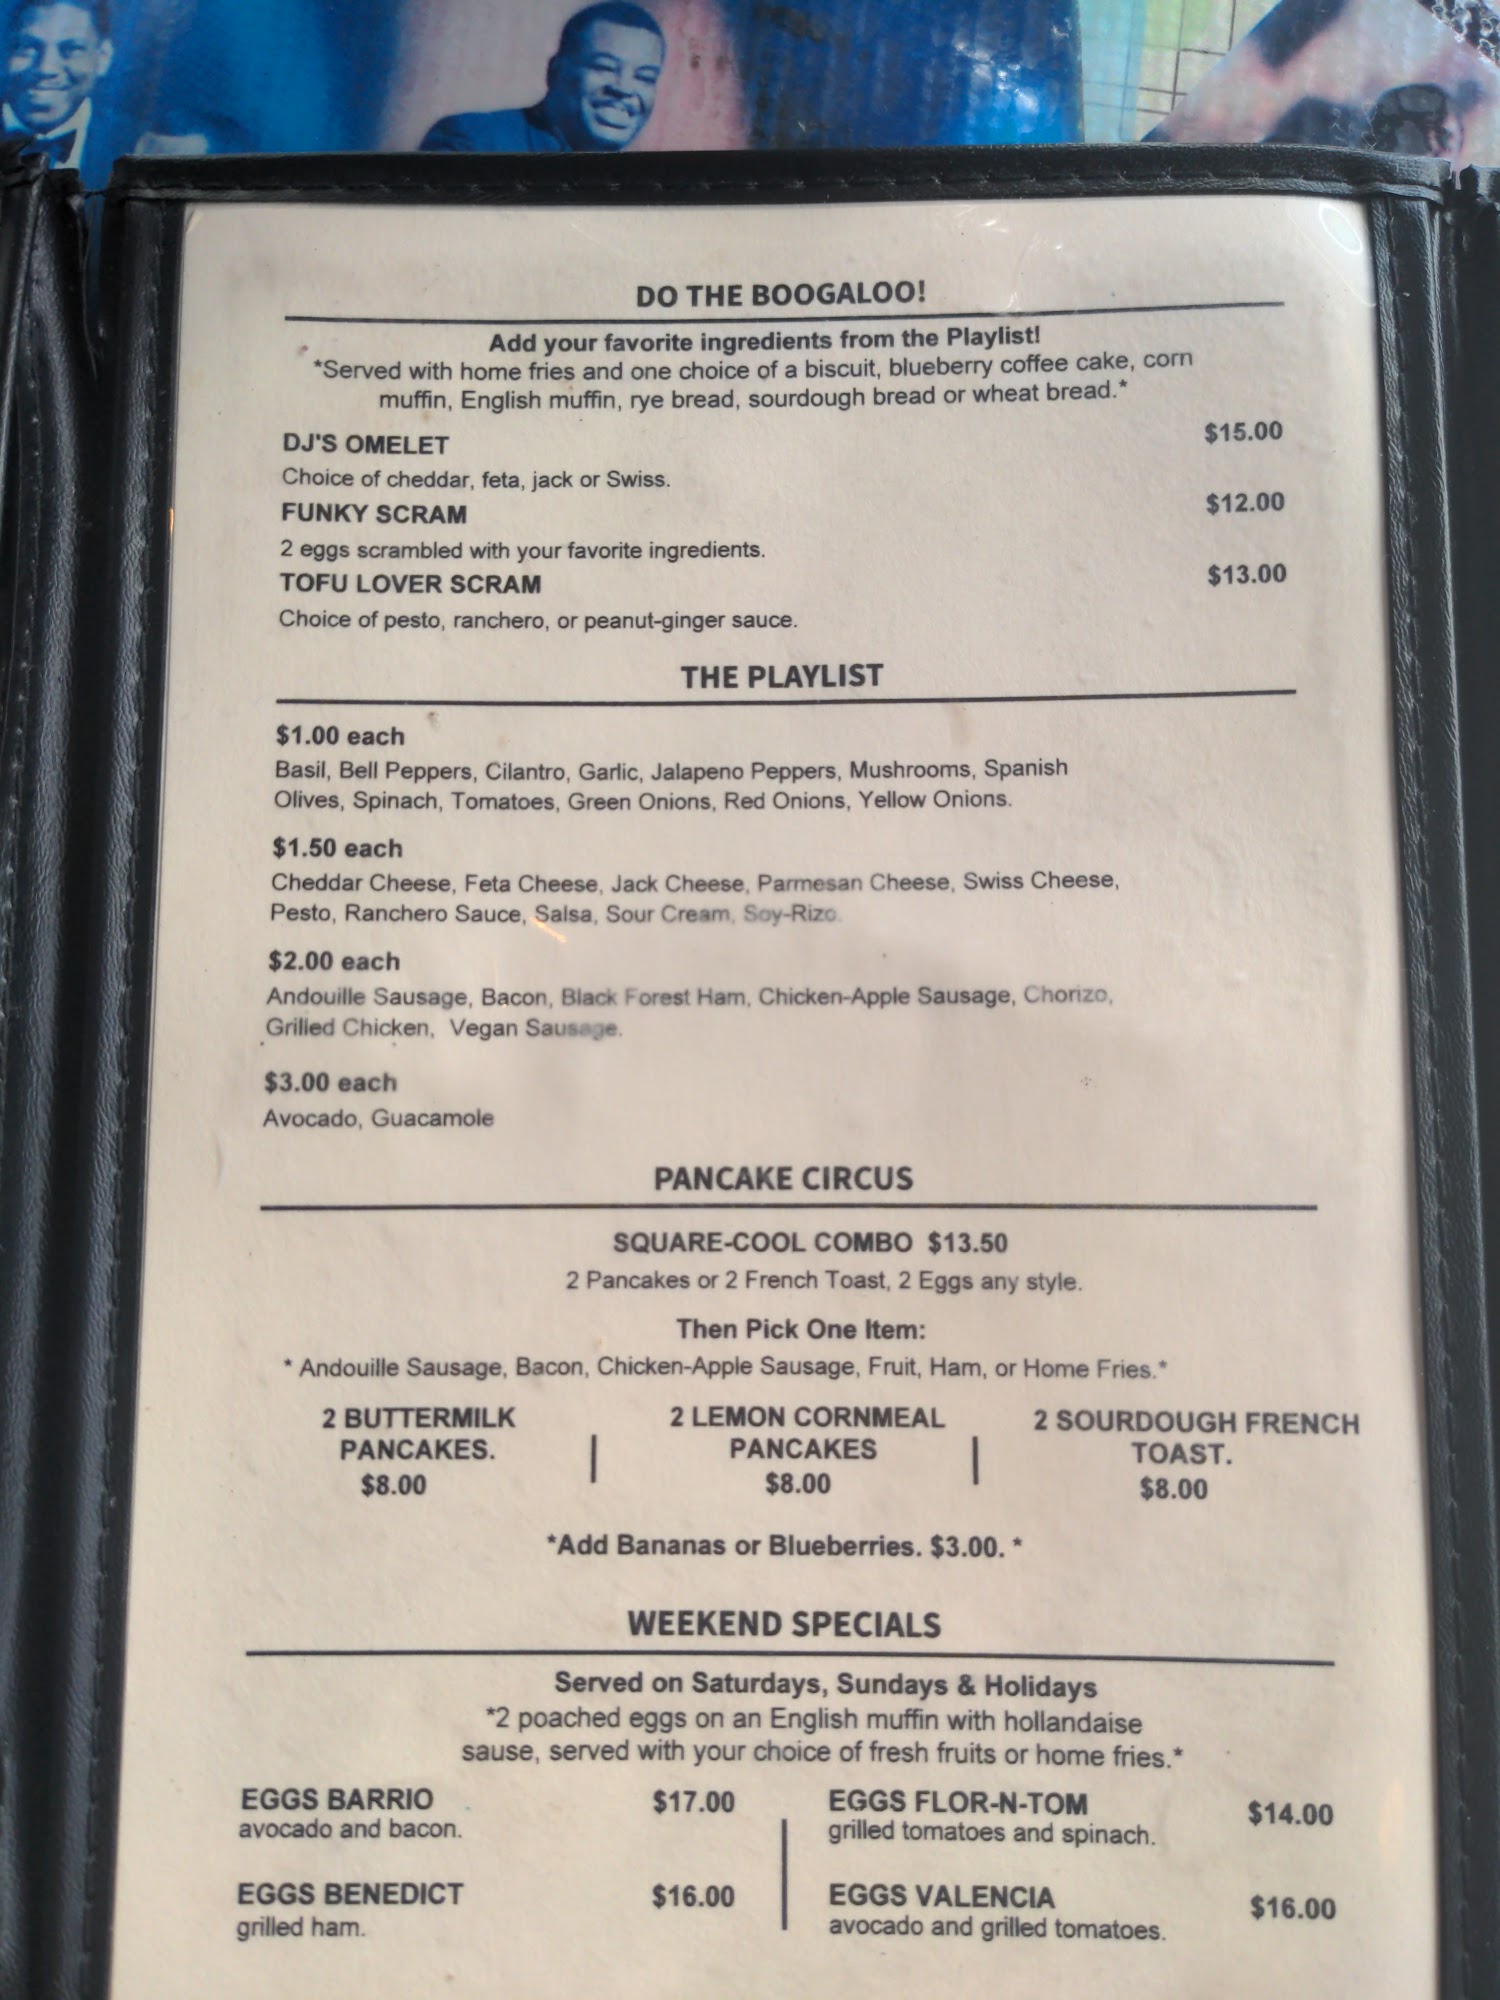 DO THE BOOGALOO!
Add your favorite ingredients from the Playlist!
*Served with home fries and one choice of a biscuit, blueberry coffee cake, corn
muffin, English muffin, rye bread, sourdough bread or wheat bread.*
DJ'S OMELET $15.00
Choice of cheddar, feta, jack or Swiss.
FUNKY SCRAM $12.00
2 eggs scrambled with your favorite ingredients.
TOFU LOVER SCRAM $13.00
Choice of pesto, ranchero, or peanut-ginger sauce.
THE PLAYLIST
$1.00 each
Basil, Bell Peppers, Cilantro, Garlic, Jalapeno Peppers, Mushrooms, Spanish
Olives, Spinach, Tomatoes, Green Onions, Red Onions, Yellow Onions.
$1.50 each
Cheddar Cheese, Feta Cheese, Jack Cheese, Parmesan Cheese, Swiss Cheese,
Pesto, Ranchero Sauce, Salsa, Sour Cream, Soy-Rizo.
$2.00 each
Andouille Sausage, Bacon, Black Forest Ham, Chicken-Apple Sausage, Chorizo,
Grilled Chicken, Vegan Sausage.
$3.00 each
Avocado, Guacamole
PANCAKE CIRCUS
SQUARE-COOL COMBO $13.50
2 Pancakes or 2 French Toast, 2 Eggs any style.
Then Pick One Item:
* Andouille Sausage, Bacon, Chicken-Apple Sausage, Fruit, Ham, or Home Fries.*
2 BUTTERMILK
PANCAKES.
$8.00
2 LEMON CORNMEAL
PANCAKES
$8.00
2 SOURDOUGH FRENCH
TOAST.
$8.00
*Add Bananas or Blueberries. $3.00. *
WEEKEND SPECIALS
Served on Saturdays, Sundays & Holidays
*2 poached eggs on an English muffin with hollandaise
sause, served with your choice of fresh fruits or home fries.*
EGGS BARRIO $17.00
avocado and bacon.
EGGS BENEDICT $16.00
grilled ham.
EGGS FLOR-N-TOM $14.00
grilled tomatoes and spinach.
EGGS VALENCIA $16.00
avocado and grilled tomatoes.